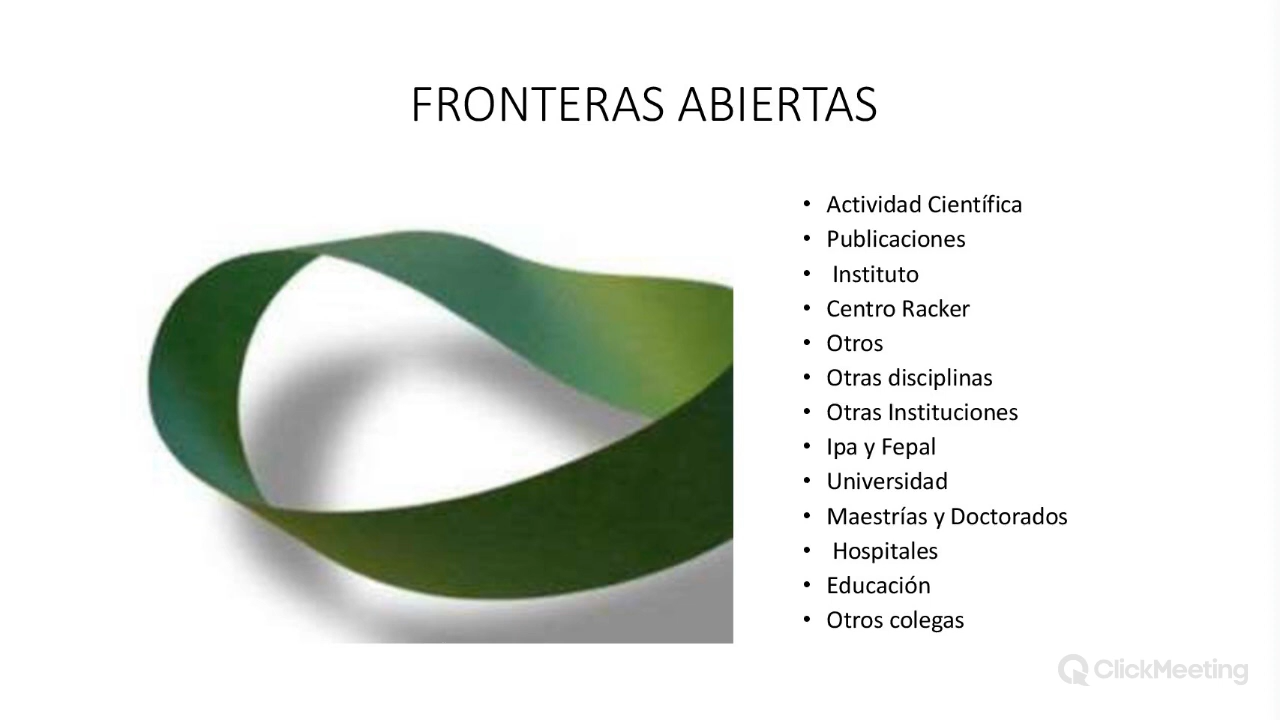 FRONTERAS ABIERTAS
• Actividad Científica
• Publicaciones
• Instituto
• Centro Racker
• Otros
• Otras disciplinas
• Otras Instituciones
• Ipa y Fepal
• Universidad
• Maestrías y Doctorados
• Hospitales
• Educación
• Otros colegas
ClickMeeting